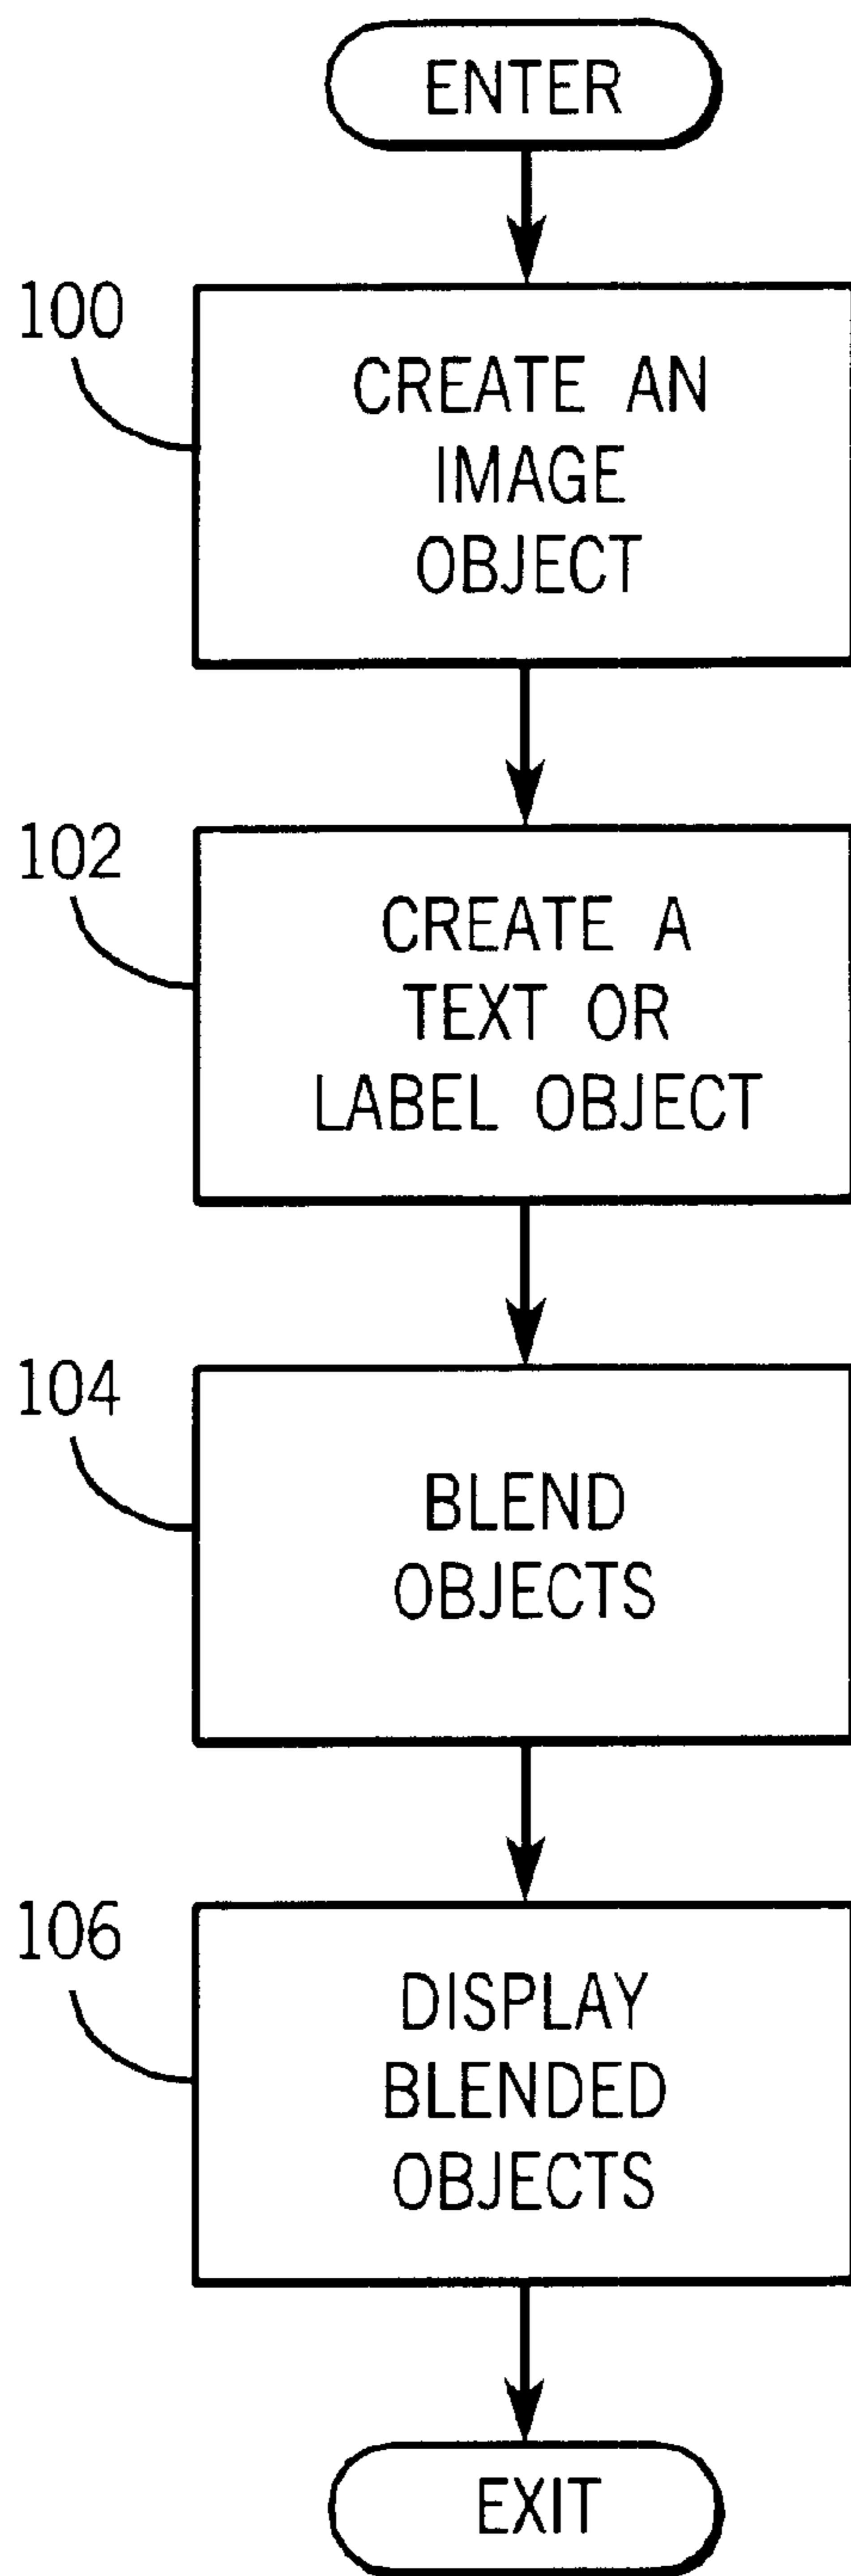 ENTER
100
CREATE AN
IMAGE
OBJECT
102
CREATE A
TEXT OR
LABEL OBJECT
104
BLEND
OBJECTS
106
DISPLAY
BLENDED
OBJECTS
EXIT